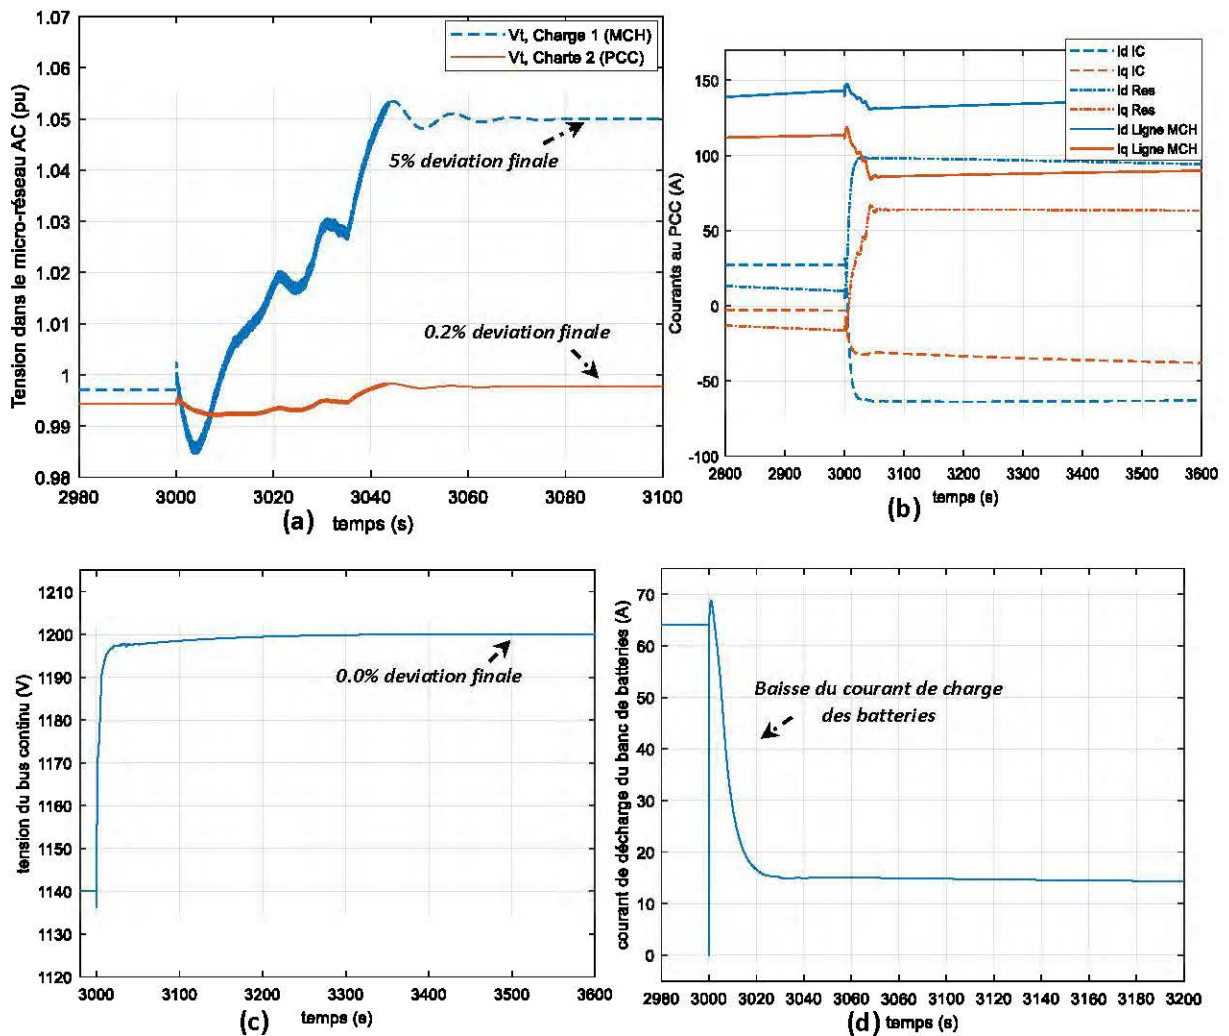 1.07
1.06
1.05
1.04
1.03
1.02
1.01
1
0.99
0.98
Tension dans le micro-réseau AC (pu)
Vt, Charge 1 (MCH)
Vt, Charte 2 (PCC)
5% deviation finale
0.2% deviation finale
2980 3000 3020 3040 3060 3080 3100
temps (s)
(a)
150
100
50
0
-50
-100
Courants au PCC (A)
Id IC
Iq IC
Id Res
Iq Res
Id Ligne MCH
Iq Ligne MCH
2800 2900 3000 3100 3200 3300 3400 3500 3600
temps (s)
(b)
1210
1200
1190
1180
1170
1160
1150
1140
1130
1120
tension du bus continu (V)
0.0% deviation finale
3000 3100 3200 3300 3400 3500 3600
temps (s)
(c)
70
60
50
40
30
20
10
0
courant de décharge du banc de batteries (A)
Baisse du courant de charge
des batteries
2980 3000 3020 3040 3060 3080 3100 3120 3140 3160 3180 3200
temps (s)
(d)